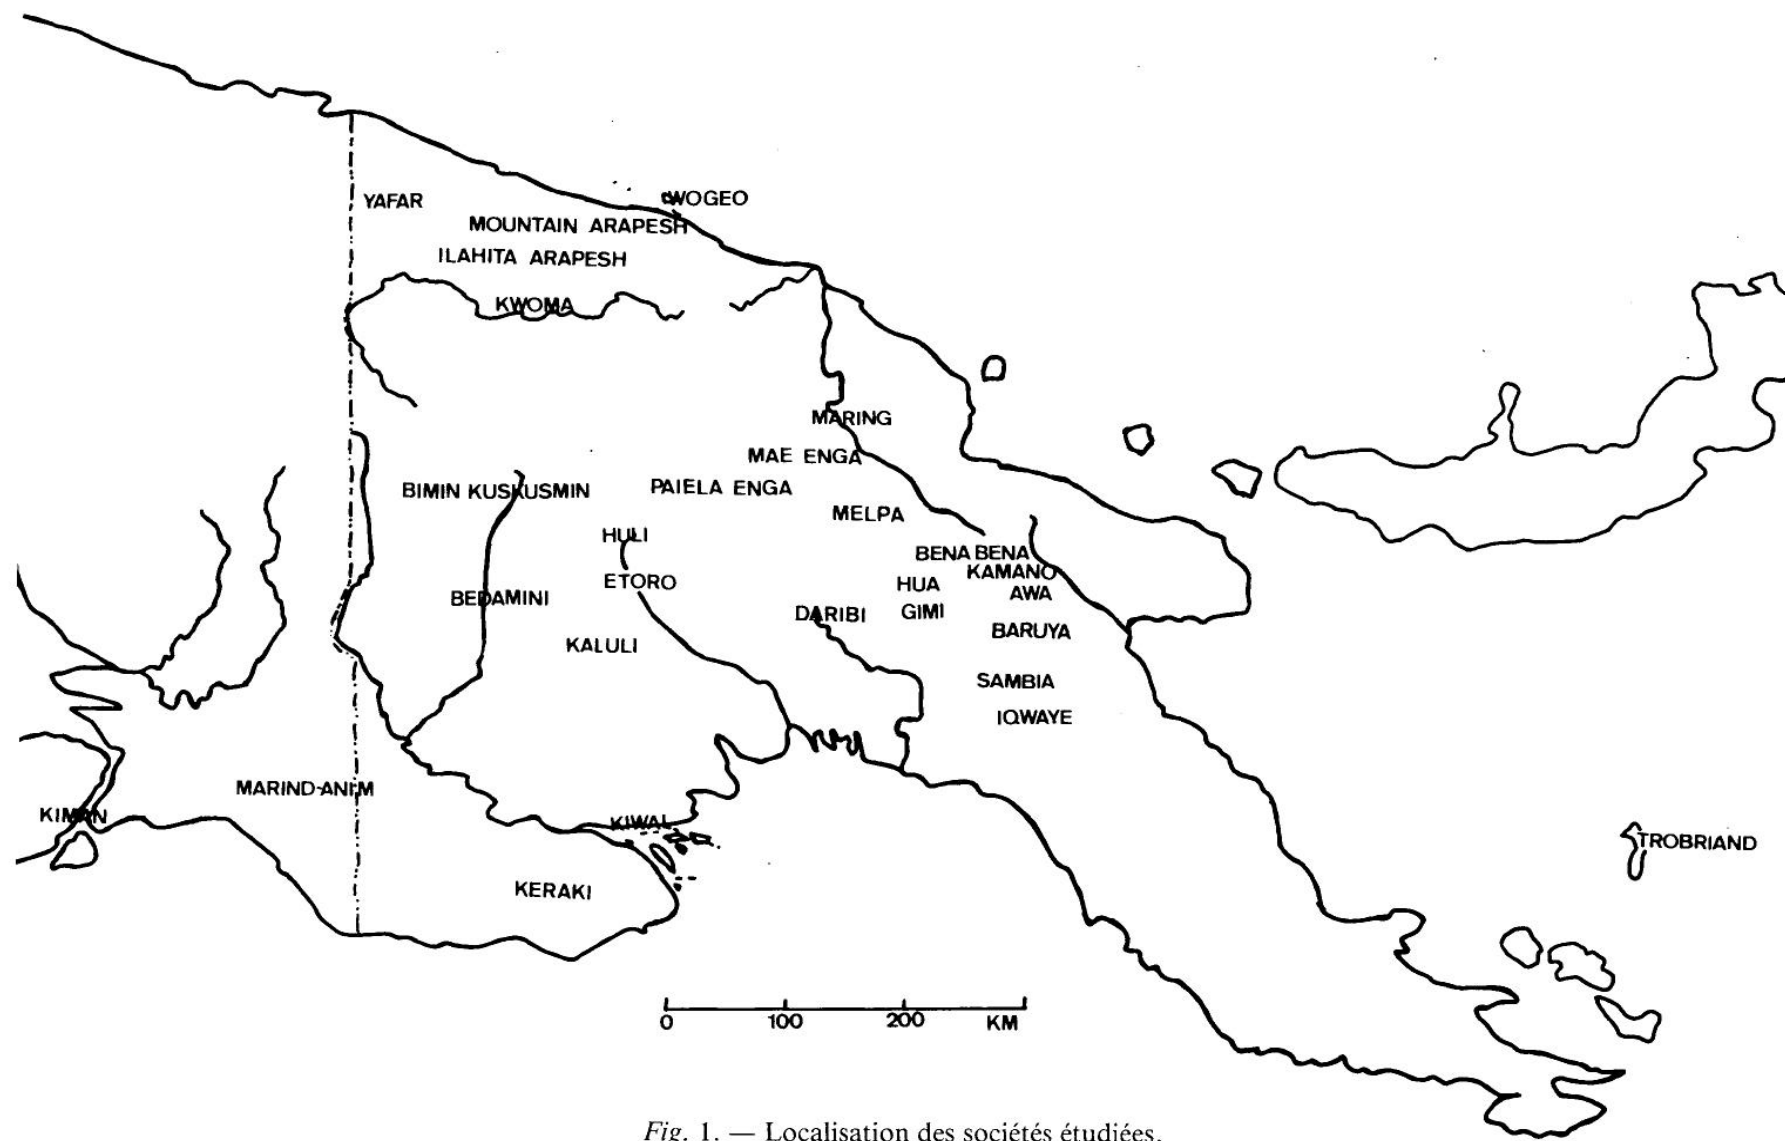 WOGEO
YAFAR
MOUNTAIN ARAPESH
ILAHITA ARAPESH
KWOMA
MARING
MAE ENGA
PAIELA ENGA
BIMIN KUSKUSMIN
MELPA
HULI
BENA BENA
KAMANO
ETORO
HUA
AWA
BEDAMINI
DARIBI
GIMI
BARUYA
KALULI
SAMBIA
IQWAYE
MARIND-ANIM
KIMAN
KIWAI
TROBRIAND
KERAKI
0 100 200 KM
Fig. 1. — Localisation des sociétés étudiées.